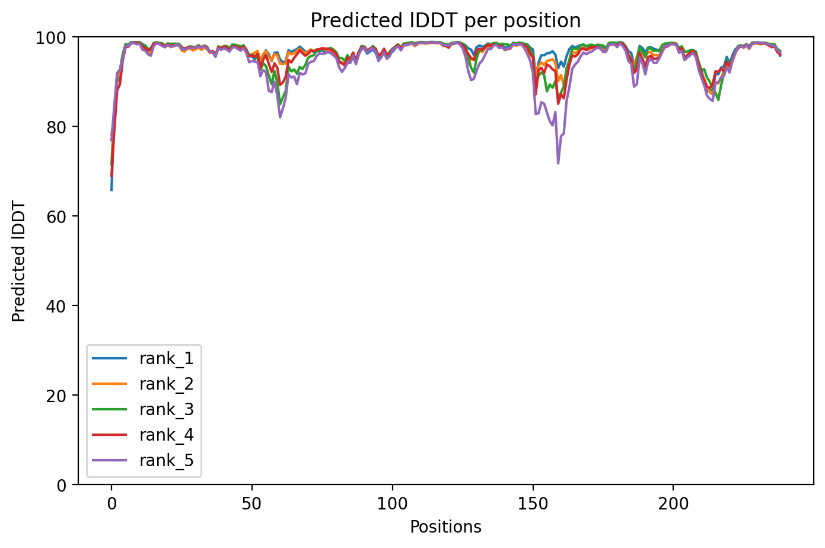 Predicted lDDT per position
100
80
60
40
20
0
Predicted lDDT
rank_1
rank_2
rank_3
rank_4
rank_5
0 50 100 150 200
Positions